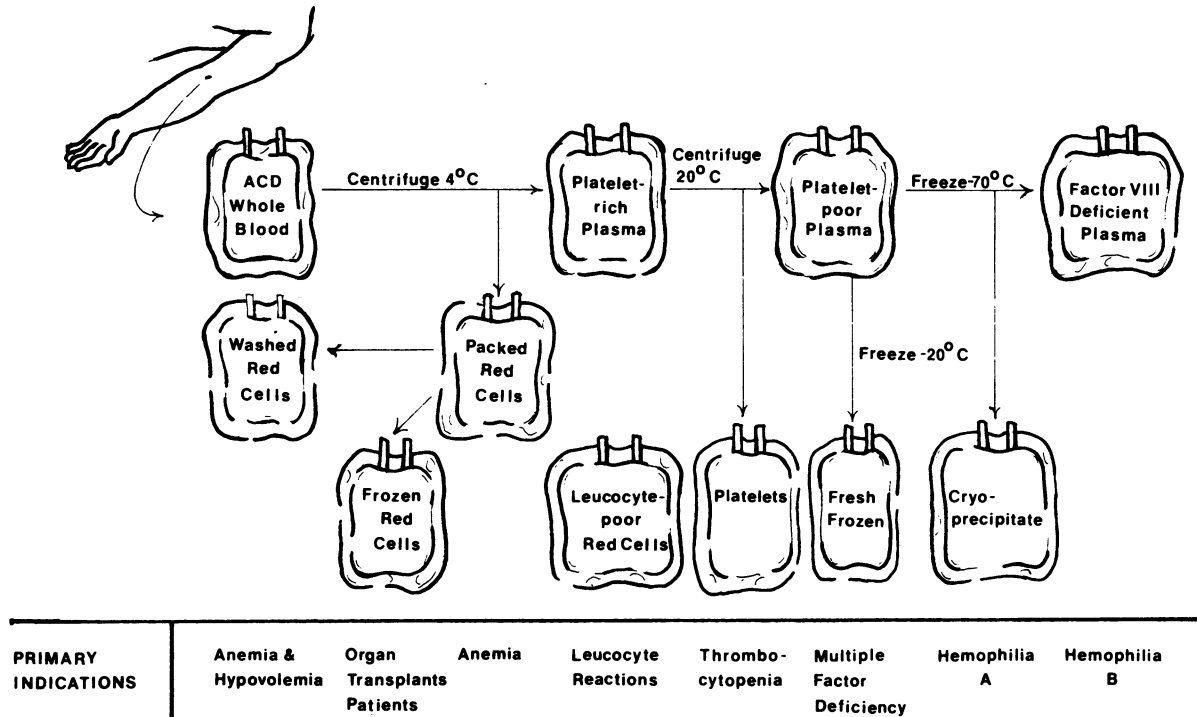 ACD
Whole
Blood
Centrifuge 4°C
Platelet-
rich
Plasma
Centrifuge
20°C
Platelet-
poor
Plasma
Freeze-70°C
Factor VIII
Deficient
Plasma
Washed
Red
Cells
Packed
Red
Cells
Freeze -20°C
Frozen
Red
Cells
Leucocyte-
poor
Red Cells
Platelets
Fresh
Frozen
Cryo-
precipitate
PRIMARY
INDICATIONS
Anemia &
Hypovolemia
Organ
Transplants
Patients
Anemia
Leucocyte
Reactions
Thrombo-
cytopenia
Multiple
Factor
Deficiency
Hemophilia
A
Hemophilia
B